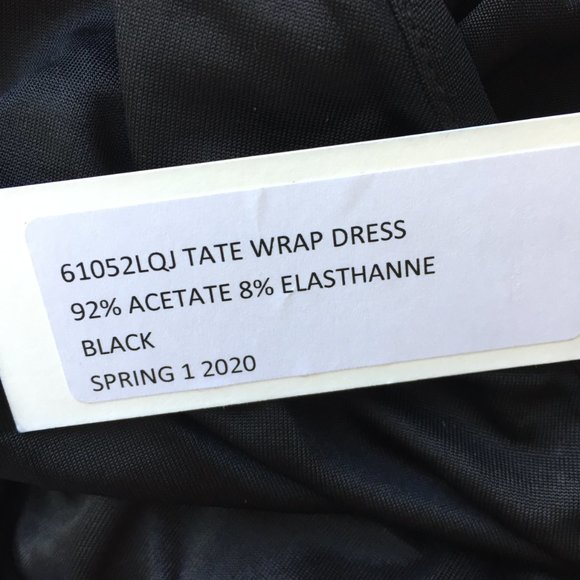 61052LQJ TATE WRAP DRESS
92% ACETATE 8% ELASTHANNE
BLACK
SPRING 1 2020